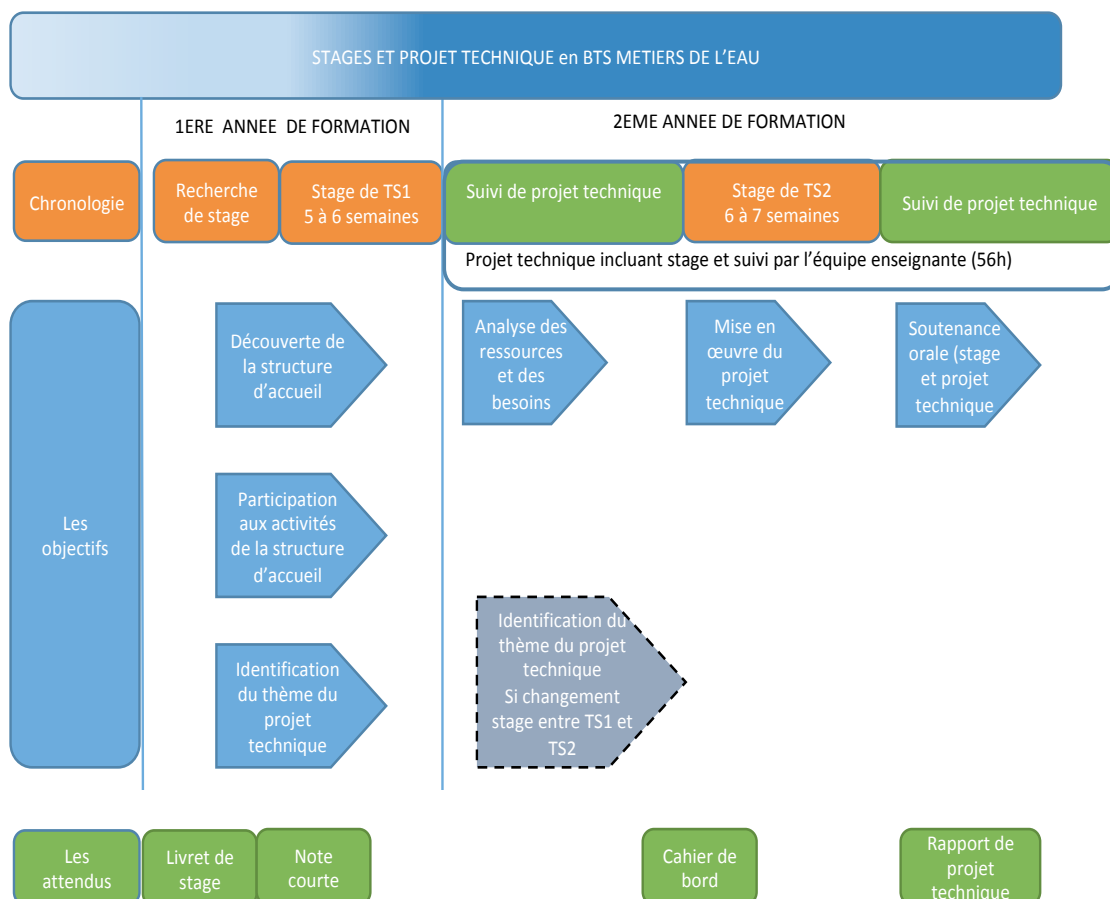 STAGES ET PROJET TECHNIQUE en BTS METIERS DE L'EAU
1ERE ANNEE DE FORMATION
2EME ANNEE DE FORMATION
Chronologie
Recherche
de stage
Stage de TS1
5 à 6 semaines
Suivi de projet technique
Stage de TS2
6 à 7 semaines
Suivi de projet technique
Projet technique incluant stage et suivi par l'équipe enseignante (56h)
Les
objectifs
Découverte de
la structure
d'accueil
Analyse des
ressources
et des
besoins
Mise en
œuvre du
projet
technique
Soutenance
orale (stage
et projet
technique
Participation
aux activités
de la structure
d'accueil
Identification
du thème du
projet
technique
Identification du
thème du projet
technique
Si changement
stage entre TS1 et
TS2
Les
attendus
Livret de
stage
Note
courte
Cahier de
bord
Rapport de
projet
technique